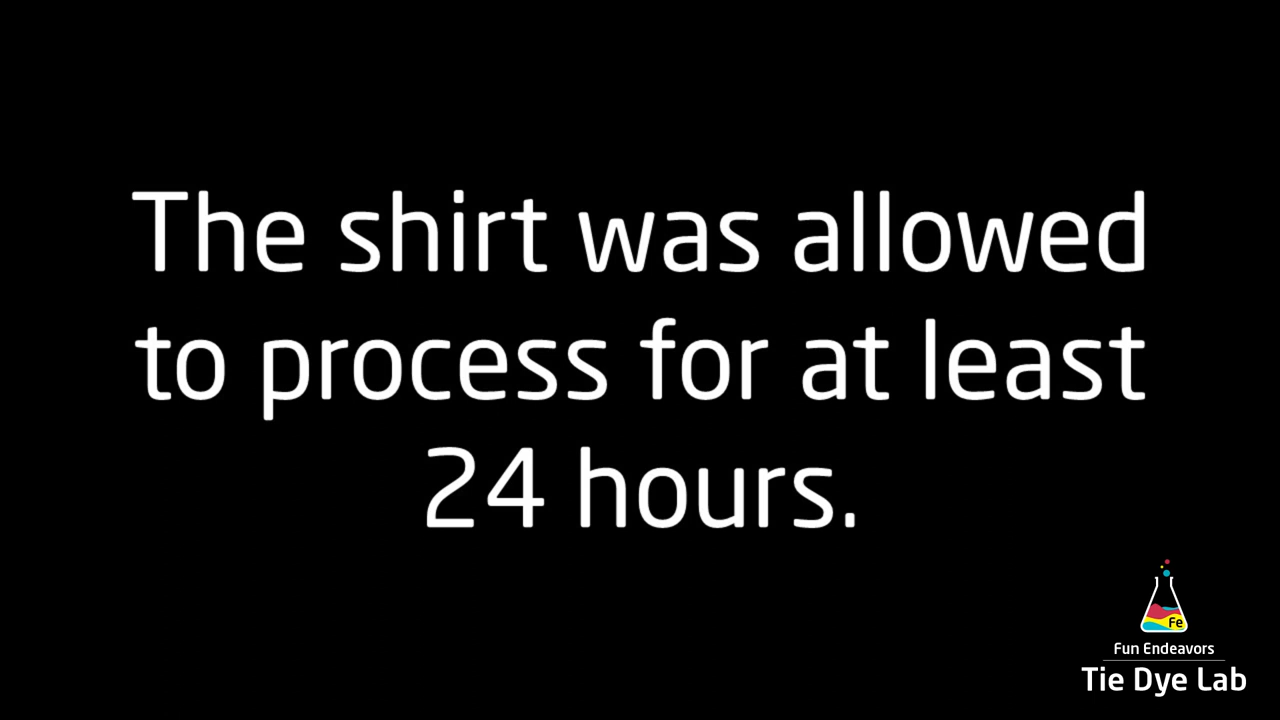 The shirt was allowed
to process for at least
24 hours.
Fe
Fun Endeavors
Tie Dye Lab